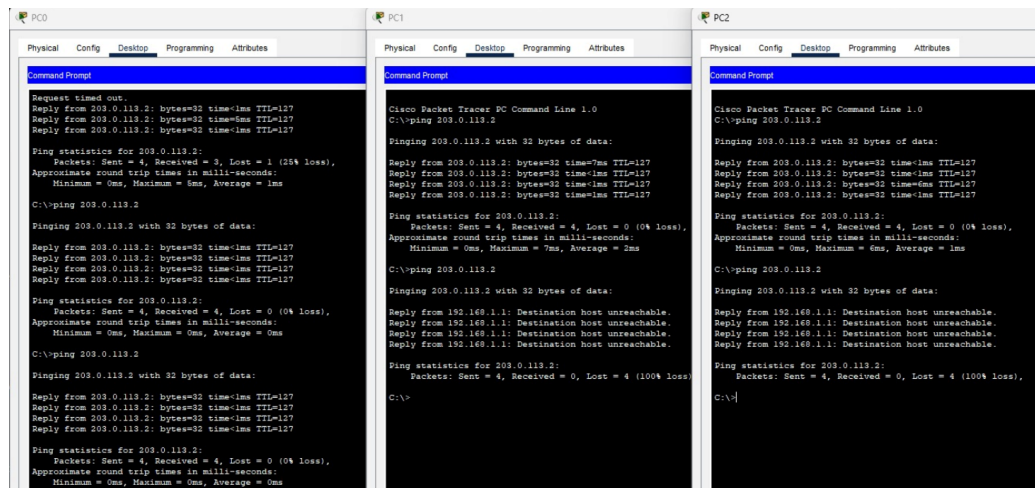 PC0
Physical Config Desktop Programming Attributes
Command Prompt
Request timed out.
Reply from 203.0.113.2: bytes=32 time<1ms TTL=127
Reply from 203.0.113.2: bytes=32 time=5ms TTL=127
Reply from 203.0.113.2: bytes=32 time<1ms TTL=127
Ping statistics for 203.0.113.2:
Packets: Sent = 4, Received = 3, Lost = 1 (25% loss),
Approximate round trip times in milli-seconds:
Minimum = 0ms, Maximum = 5ms, Average = 1ms
C:\>ping 203.0.113.2
Pinging 203.0.113.2 with 32 bytes of data:
Reply from 203.0.113.2: bytes=32 time<1ms TTL=127
Reply from 203.0.113.2: bytes=32 time<1ms TTL=127
Reply from 203.0.113.2: bytes=32 time<1ms TTL=127
Reply from 203.0.113.2: bytes=32 time<1ms TTL=127
Ping statistics for 203.0.113.2:
Packets: Sent = 4, Received = 4, Lost = 0 (0% loss),
Approximate round trip times in milli-seconds:
Minimum = 0ms, Maximum = 0ms, Average = 0ms
C:\>ping 203.0.113.2
Pinging 203.0.113.2 with 32 bytes of data:
Reply from 203.0.113.2: bytes=32 time<1ms TTL=127
Reply from 203.0.113.2: bytes=32 time<1ms TTL=127
Reply from 203.0.113.2: bytes=32 time<1ms TTL=127
Reply from 203.0.113.2: bytes=32 time<1ms TTL=127
Ping statistics for 203.0.113.2:
Packets: Sent = 4, Received = 4, Lost = 0 (0% loss),
Approximate round trip times in milli-seconds:
Minimum = 0ms, Maximum = 0ms, Average = 0ms
PC1
Physical Config Desktop Programming Attributes
Command Prompt
Cisco Packet Tracer PC Command Line 1.0
C:\>ping 203.0.113.2
Pinging 203.0.113.2 with 32 bytes of data:
Reply from 203.0.113.2: bytes=32 time=7ms TTL=127
Reply from 203.0.113.2: bytes=32 time<1ms TTL=127
Reply from 203.0.113.2: bytes=32 time<1ms TTL=127
Reply from 203.0.113.2: bytes=32 time=1ms TTL=127
Ping statistics for 203.0.113.2:
Packets: Sent = 4, Received = 4, Lost = 0 (0% loss),
Approximate round trip times in milli-seconds:
Minimum = 0ms, Maximum = 7ms, Average = 2ms
C:\>ping 203.0.113.2
Pinging 203.0.113.2 with 32 bytes of data:
Reply from 192.168.1.1: Destination host unreachable.
Reply from 192.168.1.1: Destination host unreachable.
Reply from 192.168.1.1: Destination host unreachable.
Reply from 192.168.1.1: Destination host unreachable.
Ping statistics for 203.0.113.2:
Packets: Sent = 4, Received = 0, Lost = 4 (100% loss)
C:\>
PC2
Physical Config Desktop Programming Attributes
Command Prompt
Cisco Packet Tracer PC Command Line 1.0
C:\>ping 203.0.113.2
Pinging 203.0.113.2 with 32 bytes of data:
Reply from 203.0.113.2: bytes=32 time<1ms TTL=127
Reply from 203.0.113.2: bytes=32 time<1ms TTL=127
Reply from 203.0.113.2: bytes=32 time=6ms TTL=127
Reply from 203.0.113.2: bytes=32 time<1ms TTL=127
Ping statistics for 203.0.113.2:
Packets: Sent = 4, Received = 4, Lost = 0 (0% loss),
Approximate round trip times in milli-seconds:
Minimum = 0ms, Maximum = 6ms, Average = 1ms
C:\>ping 203.0.113.2
Pinging 203.0.113.2 with 32 bytes of data:
Reply from 192.168.1.1: Destination host unreachable.
Reply from 192.168.1.1: Destination host unreachable.
Reply from 192.168.1.1: Destination host unreachable.
Reply from 192.168.1.1: Destination host unreachable.
Ping statistics for 203.0.113.2:
Packets: Sent = 4, Received = 0, Lost = 4 (100% loss),
C:\>